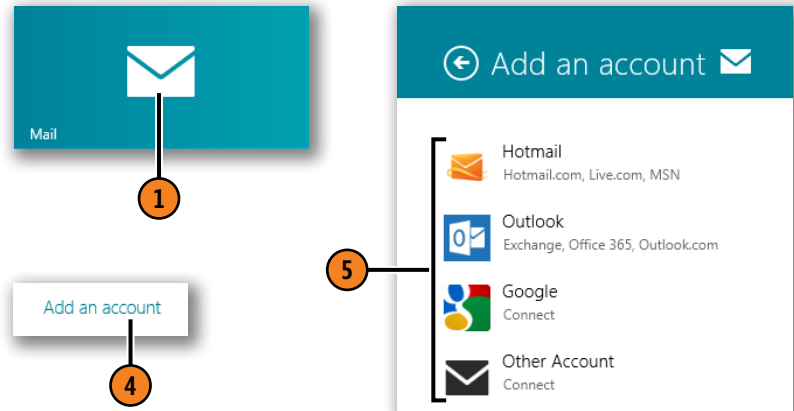 Mail
1
Add an account
4
Add an account
5
Hotmail
Hotmail.com, Live.com, MSN
Outlook
Exchange, Office 365, Outlook.com
Google
Connect
Other Account
Connect